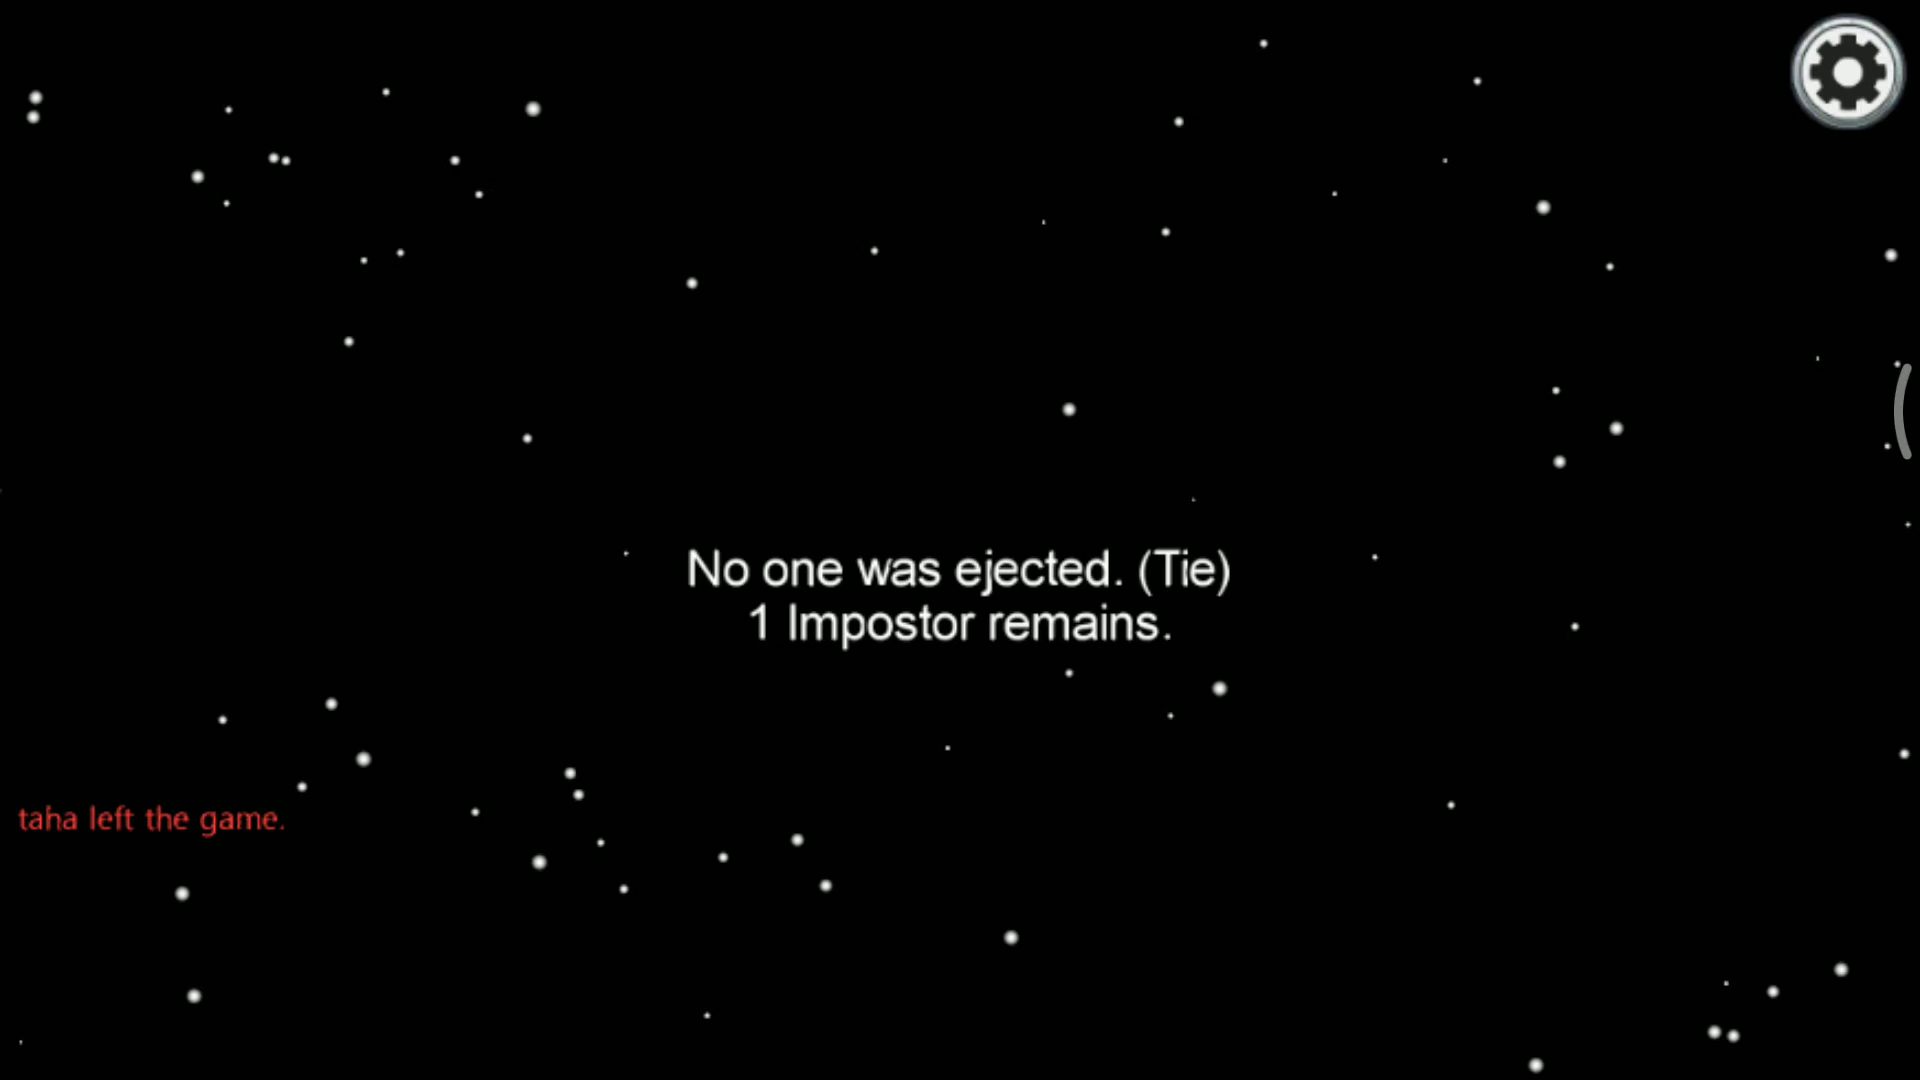 No one was ejected. (Tie)
1 Impostor remains.
taha left the game.